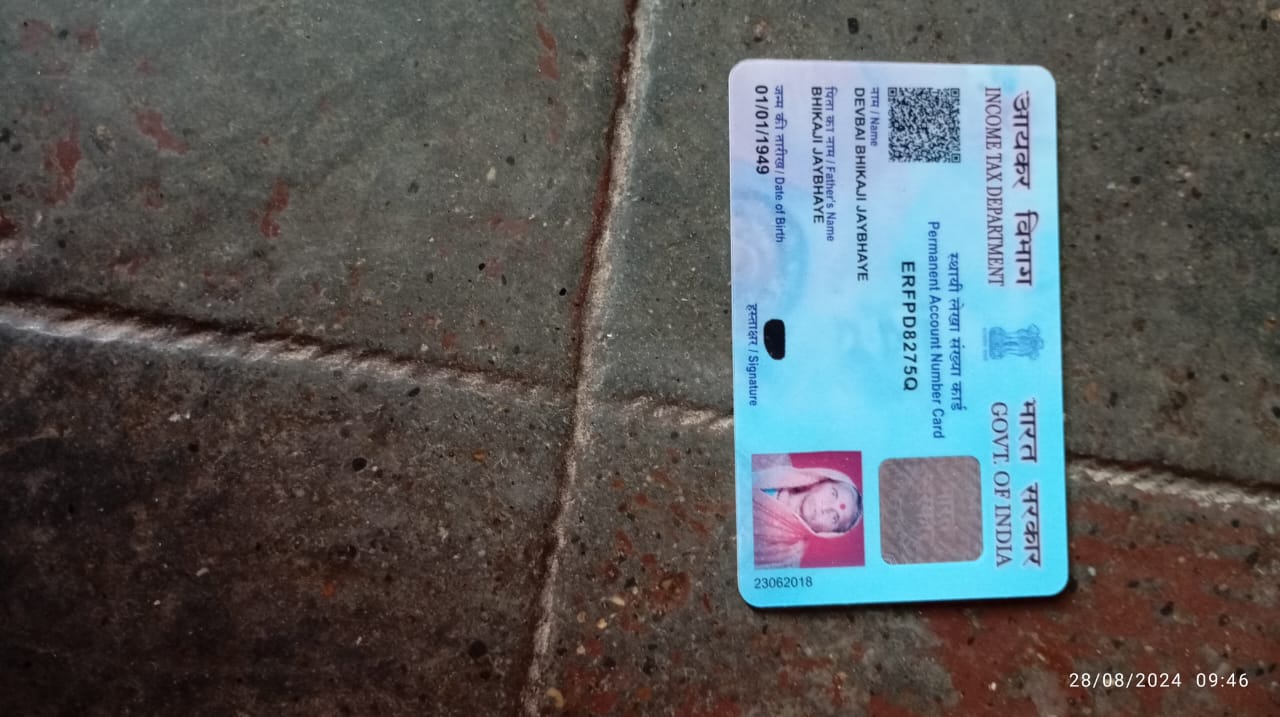 आयकर विभाग
INCOME TAX DEPARTMENT
भारत सरकार
GOVT. OF INDIA
स्थायी लेखा संख्या कार्ड
Permanent Account Number Card
ERFPD8275Q
नाम / Name
DEVBAI BHIKAJI JAYBHAYE
पिता का नाम / Father's Name
BHIKAJI JAYBHAYE
जन्म की तारीख / Date of Birth
01/01/1949
हस्ताक्षर / Signature
23062018
28/08/2024 09:46